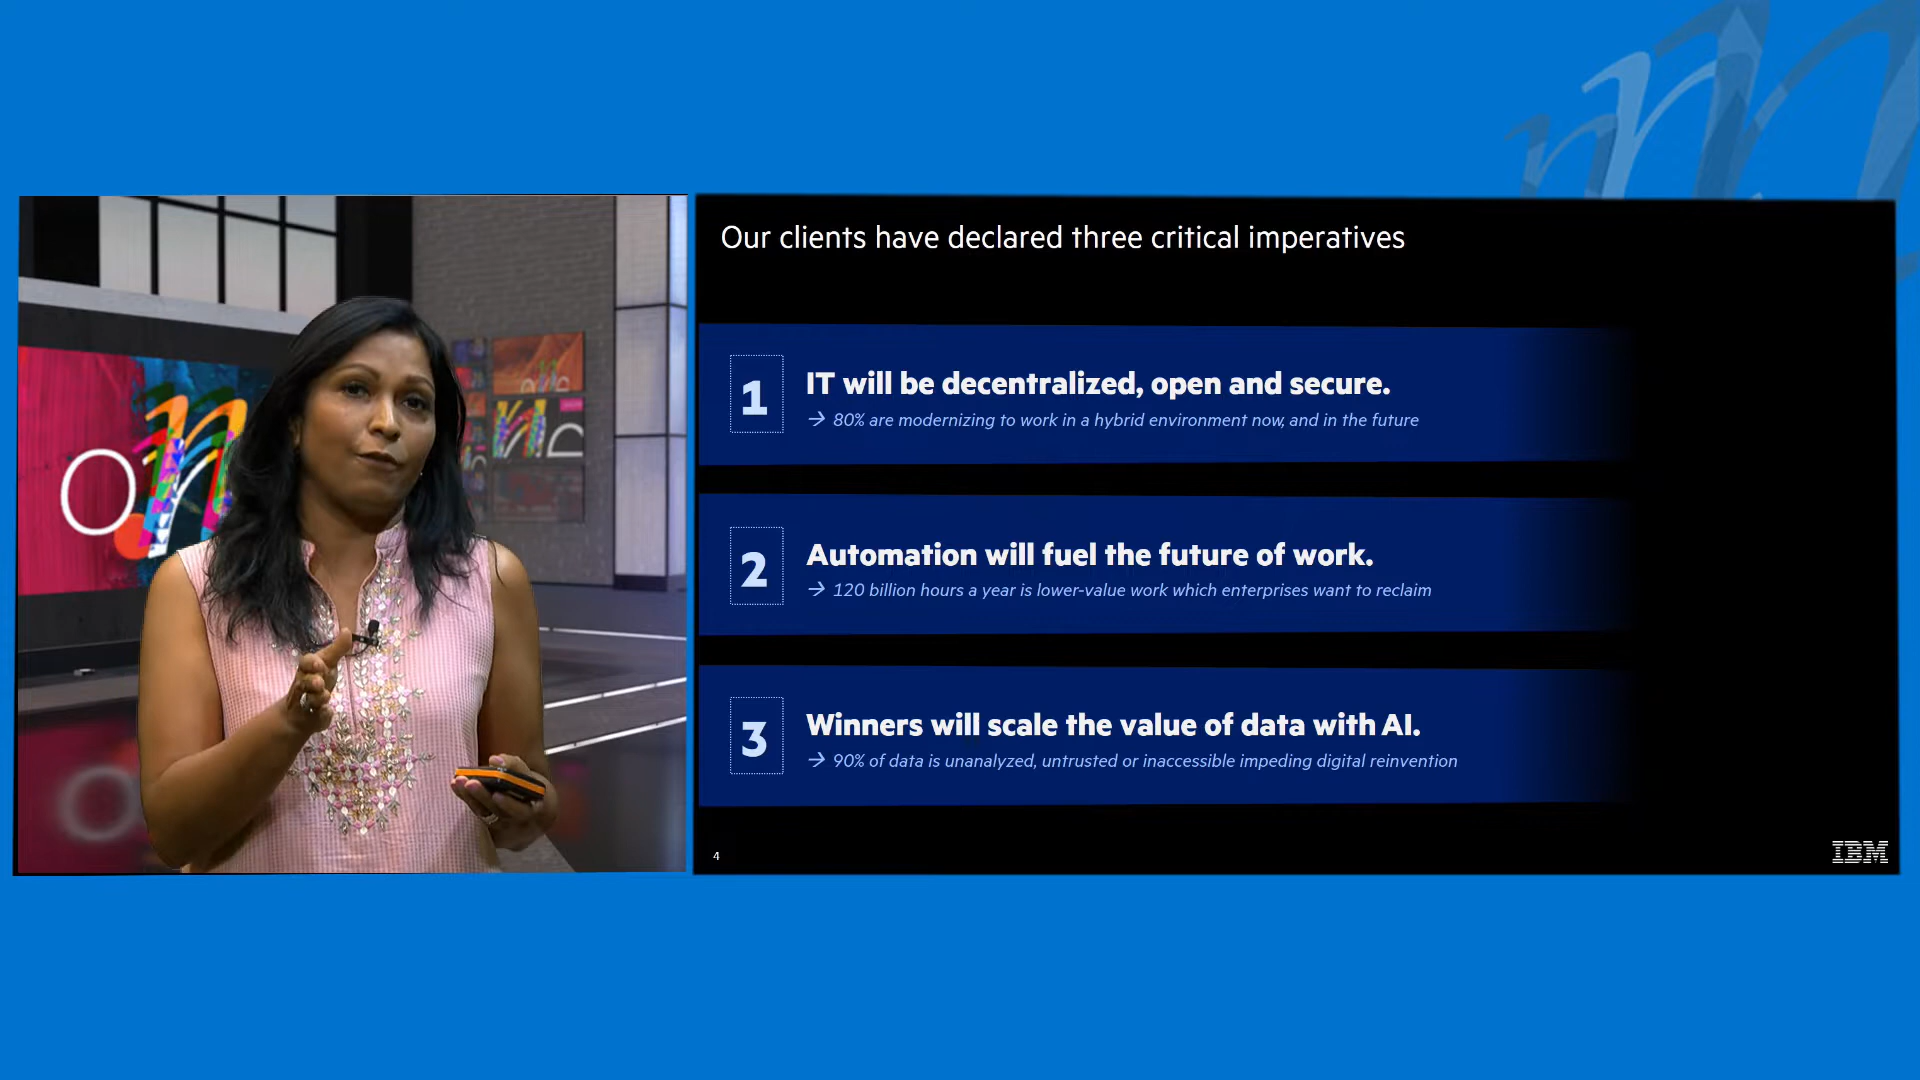 Our clients have declared three critical imperatives
1
IT will be decentralized, open and secure.
→ 80% are modernizing to work in a hybrid environment now, and in the future
2
Automation will fuel the future of work.
→ 120 billion hours a year is lower-value work which enterprises want to reclaim
3
Winners will scale the value of data with AI.
→ 90% of data is unanalyzed, untrusted or inaccessible impeding digital reinvention
4
IBM